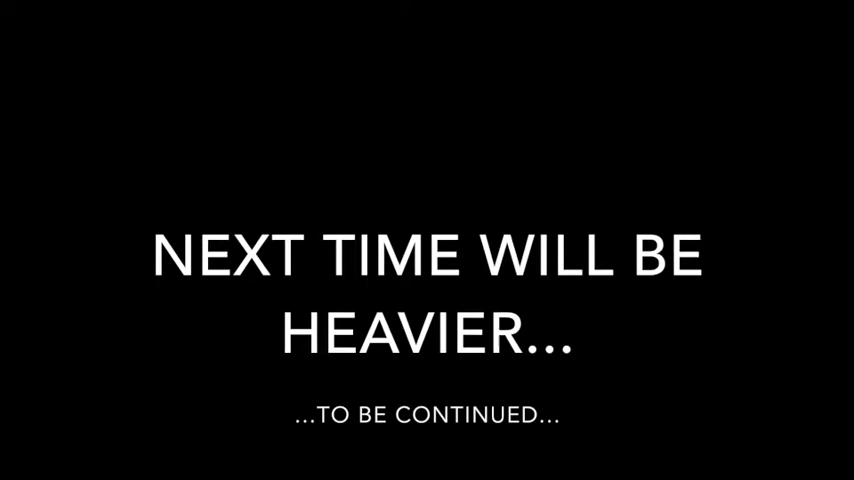 NEXT TIME WILL BE
HEAVIER...
...TO BE CONTINUED...